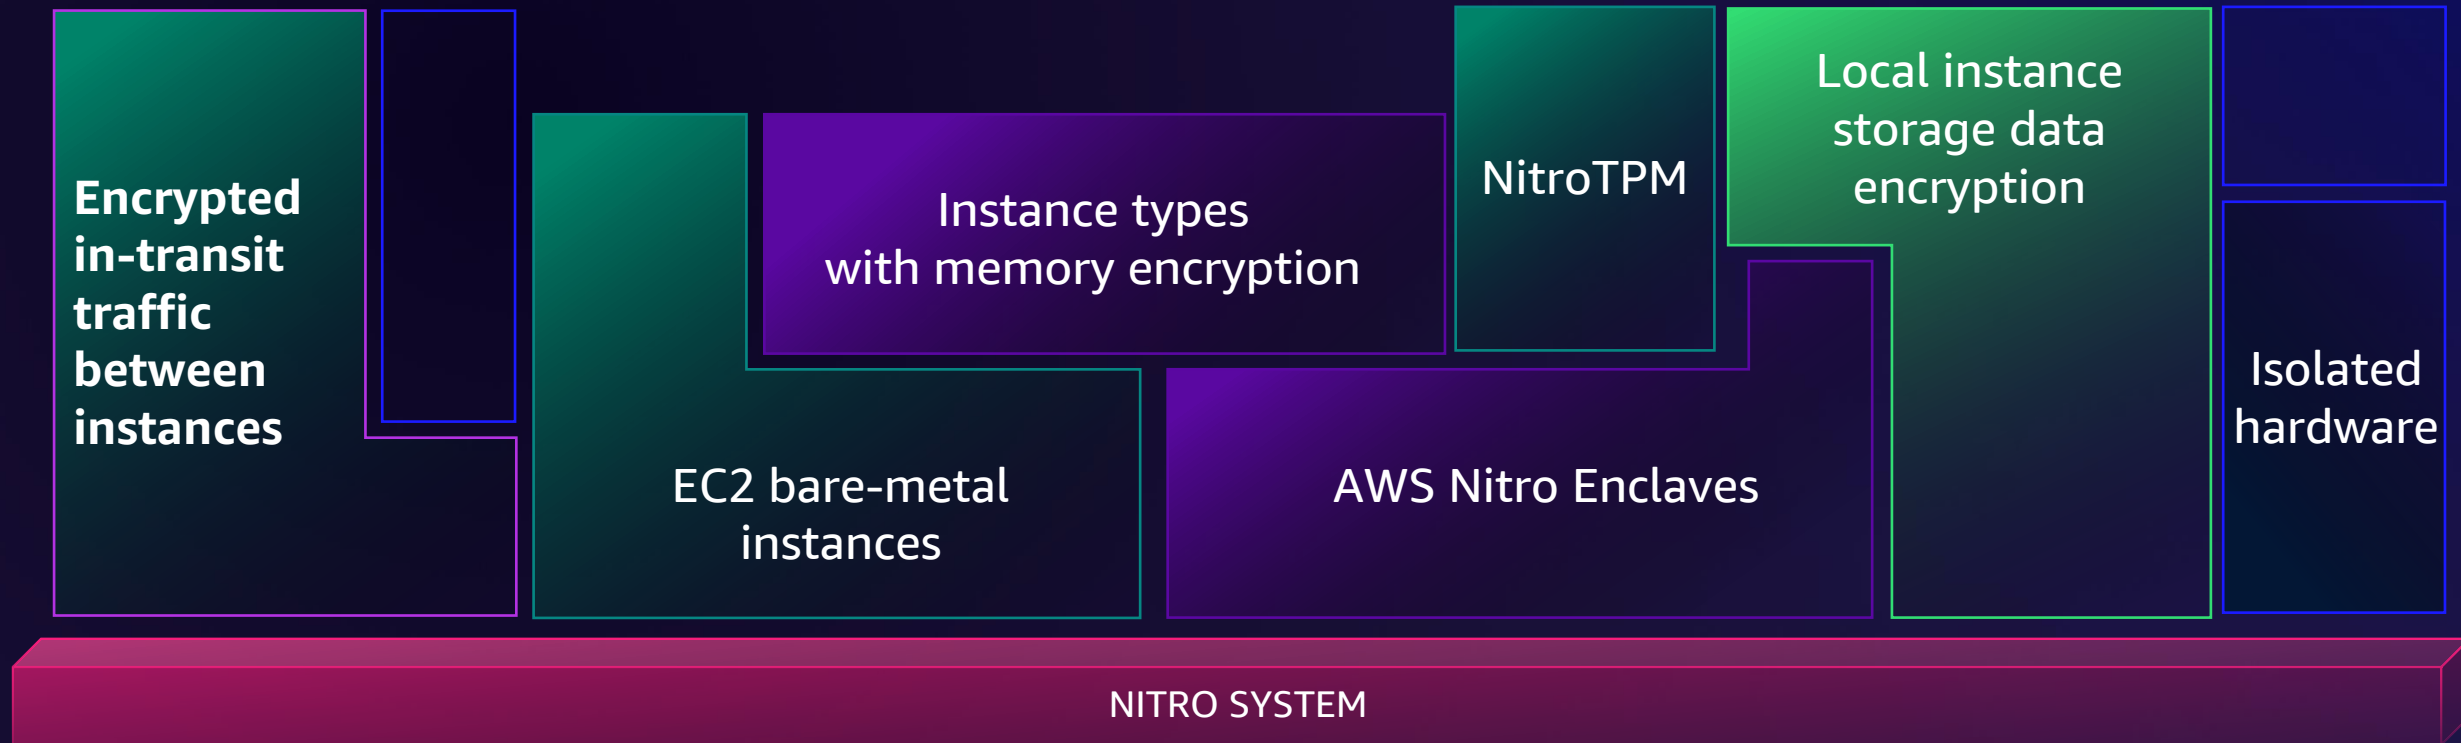 Encrypted
in-transit
traffic
between
instances
EC2 bare-metal
instances
Instance types
with memory encryption
NitroTPM
AWS Nitro Enclaves
Local instance
storage data
encryption
Isolated
hardware
NITRO SYSTEM